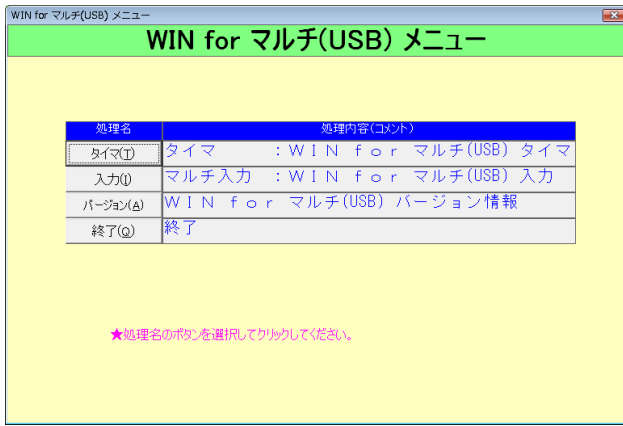 WIN for マルチ(USB) メニュー
WIN for マルチ(USB) メニュー
処理名 処理内容(コメント)
タイマ(T) タイマ　　：ＷＩＮ　ｆｏｒ　マルチ(USB) タイマ
入力(I) マルチ入力　：ＷＩＮ　ｆｏｒ　マルチ(USB) 入力
バージョン(A) ＷＩＮ　ｆｏｒ　マルチ(USB) バージョン情報
終了(Q) 終了
★処理名のボタンを選択してクリックしてください。